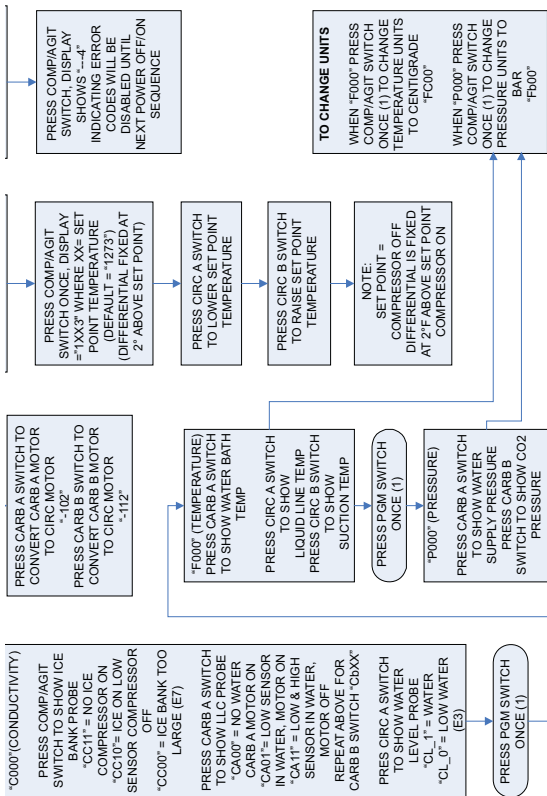 PRESS COMP/AGIT
SWITCH, DISPLAY
SHOWS "---4"
INDICATING ERROR
CODES WILL BE
DISABLED UNTIL
NEXT POWER OFF/ON
SEQUENCE
TO CHANGE UNITS
WHEN "F000" PRESS
COMP/AGIT SWITCH
ONCE (1) TO CHANGE
TEMPERATURE UNITS
TO CENTIGRADE
"FC00"
WHEN "P000" PRESS
COMP/AGIT SWITCH
ONCE (1) TO CHANGE
PRESSURE UNITS TO
BAR
"Fb00"
PRESS COMP/AGIT
SWITCH ONCE, DISPLAY
="1XX3" WHERE XX= SET
POINT TEMPERATURE
(DEFAULT = "1273")
(DIFFERENTIAL FIXED AT
2° ABOVE SET POINT)
PRESS CIRC A SWITCH
TO LOWER SET POINT
TEMPERATURE
PRESS CIRC B SWITCH
TO RAISE SET POINT
TEMPERATURE
NOTE:
SET POINT =
COMPRESSOR OFF
DIFFERENTIAL IS FIXED
AT 2°F ABOVE SET POINT
COMPRESSOR ON
PRESS CARB A SWITCH TO
CONVERT CARB A MOTOR
TO CIRC MOTOR
"-102"
PRESS CARB B SWITCH TO
CONVERT CARB B MOTOR
TO CIRC MOTOR
"-112"
"F000" (TEMPERATURE)
PRESS CARB A SWITCH
TO SHOW WATER BATH
TEMP
PRESS CIRC A SWITCH
TO SHOW
LIQUID LINE TEMP
PRESS CIRC B SWITCH
TO SHOW
SUCTION TEMP
PRESS PGM SWITCH
ONCE (1)
"P000" (PRESSURE)
PRESS CARB A SWITCH
TO SHOW WATER
SUPPLY PRESSURE
PRESS CARB B
SWITCH TO SHOW CO2
PRESSURE
"C000"(CONDUCTIVITY)
PRESS COMP/AGIT
SWITCH TO SHOW ICE
BANK PROBE
"CC11" = NO ICE
COMPRESSOR ON
"CC10"= ICE ON LOW
SENSOR COMPRESSOR
OFF
"CC00" = ICE BANK TOO
LARGE (E7)
PRESS CARB A SWITCH
TO SHOW LLC PROBE
"CA00" = NO WATER
CARB A MOTOR ON
"CA01"= LOW SENSOR
IN WATER, MOTOR ON
"CA11" = LOW & HIGH
SENSOR IN WATER,
MOTOR OFF
REPEAT ABOVE FOR
CARB B SWITCH "CbXX"
PRES CIRC A SWITCH
TO SHOW WATER
LEVEL PROBE
"CL_1" = WATER
"CL_0" = LOW WATER
(E3)
PRESS PGM SWITCH
ONCE (1)